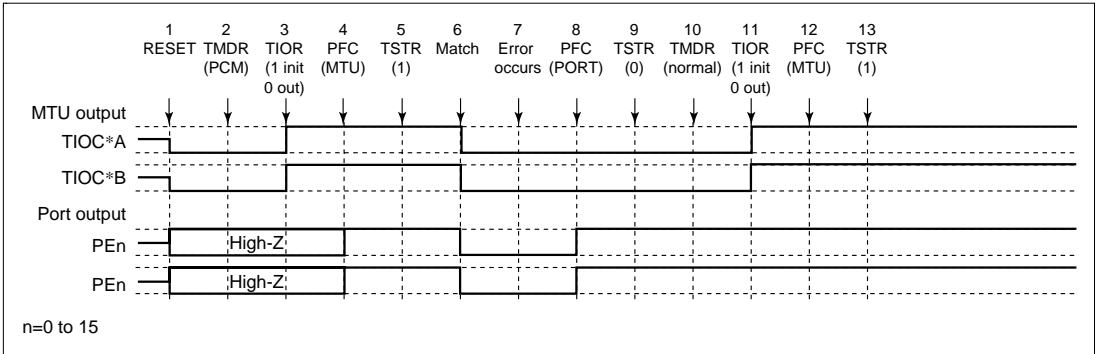 1 2 3 4 5 6 7 8 9 10 11 12 13
RESET TMDR TIOR PFC TSTR Match Error PFC TSTR TMDR TIOR PFC TSTR
(PCM) (1 init (MTU) (1) occurs (PORT) (0) (normal) (1 init (MTU) (1)
0 out) 0 out)
MTU output
TIOC*A
TIOC*B
Port output
PEn High-Z
PEn High-Z
n=0 to 15